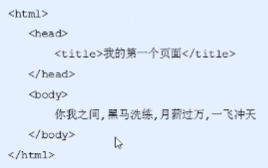 <html>
<head>
<title>我的第一个页面</title>
</head>
<body>
你我之间,黑马洗练,月薪过万,一飞冲天
</body>
</html>